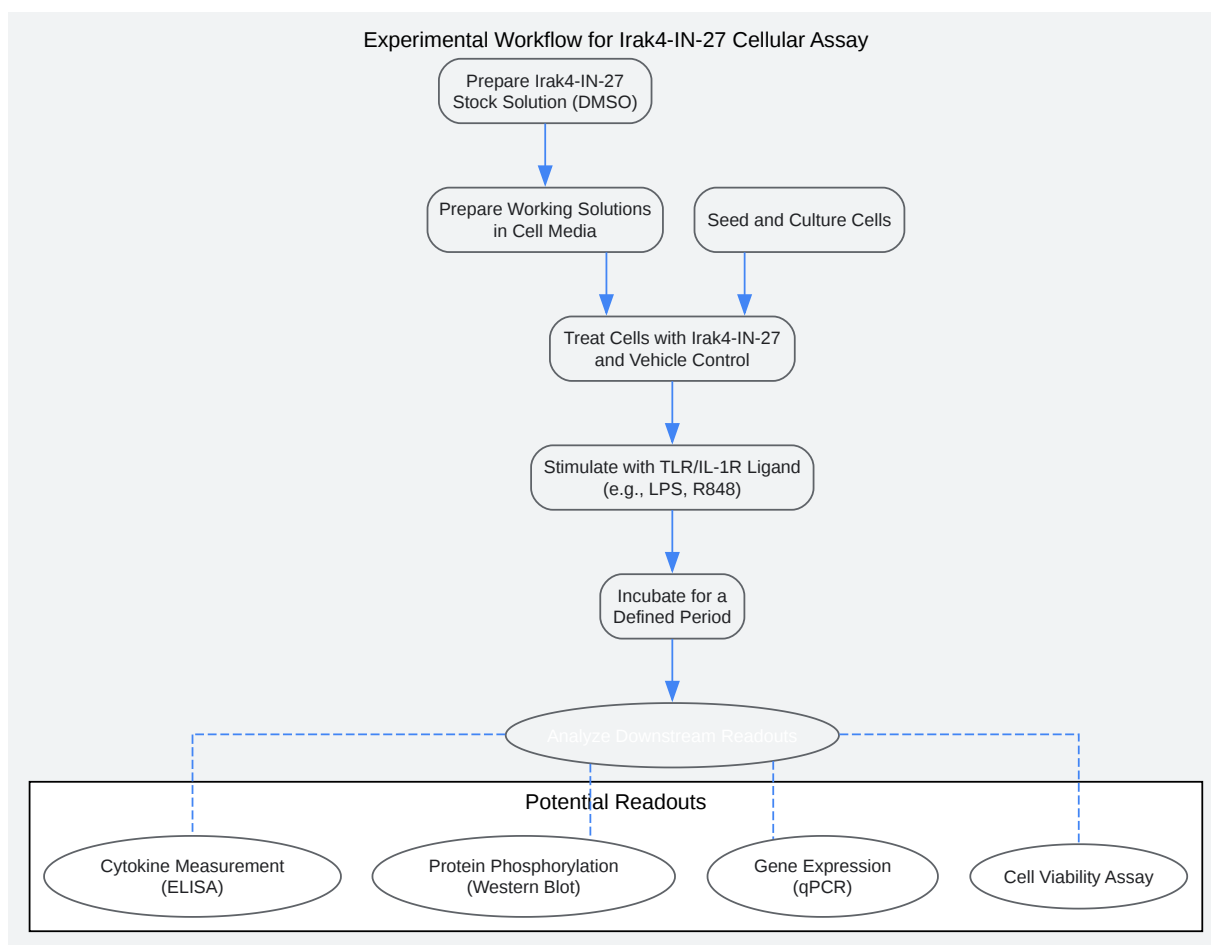 Experimental Workflow for Irak4-IN-27 Cellular Assay
Prepare Irak4-IN-27
Stock Solution (DMSO)
Prepare Working Solutions
in Cell Media
Seed and Culture Cells
Treat Cells with Irak4-IN-27
and Vehicle Control
Stimulate with TLR/IL-1R Ligand
(e.g., LPS, R848)
Incubate for a
Defined Period
Analyze Downstream Readouts
Potential Readouts
Cytokine Measurement
(ELISA)
Protein Phosphorylation
(Western Blot)
Gene Expression
(qPCR)
Cell Viability Assay